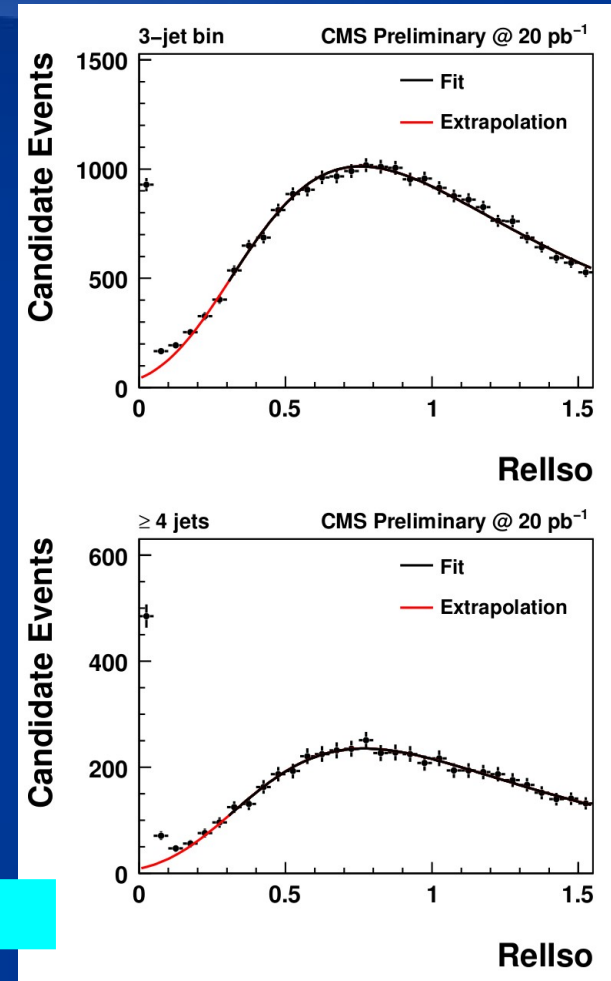 3−jet bin CMS Preliminary @ 20 pb⁻¹
Candidate Events
1500
1000
500
0
Fit
Extrapolation
0 0.5 1 1.5
RelIso
≥ 4 jets CMS Preliminary @ 20 pb⁻¹
Candidate Events
600
400
200
0
Fit
Extrapolation
0 0.5 1 1.5
RelIso